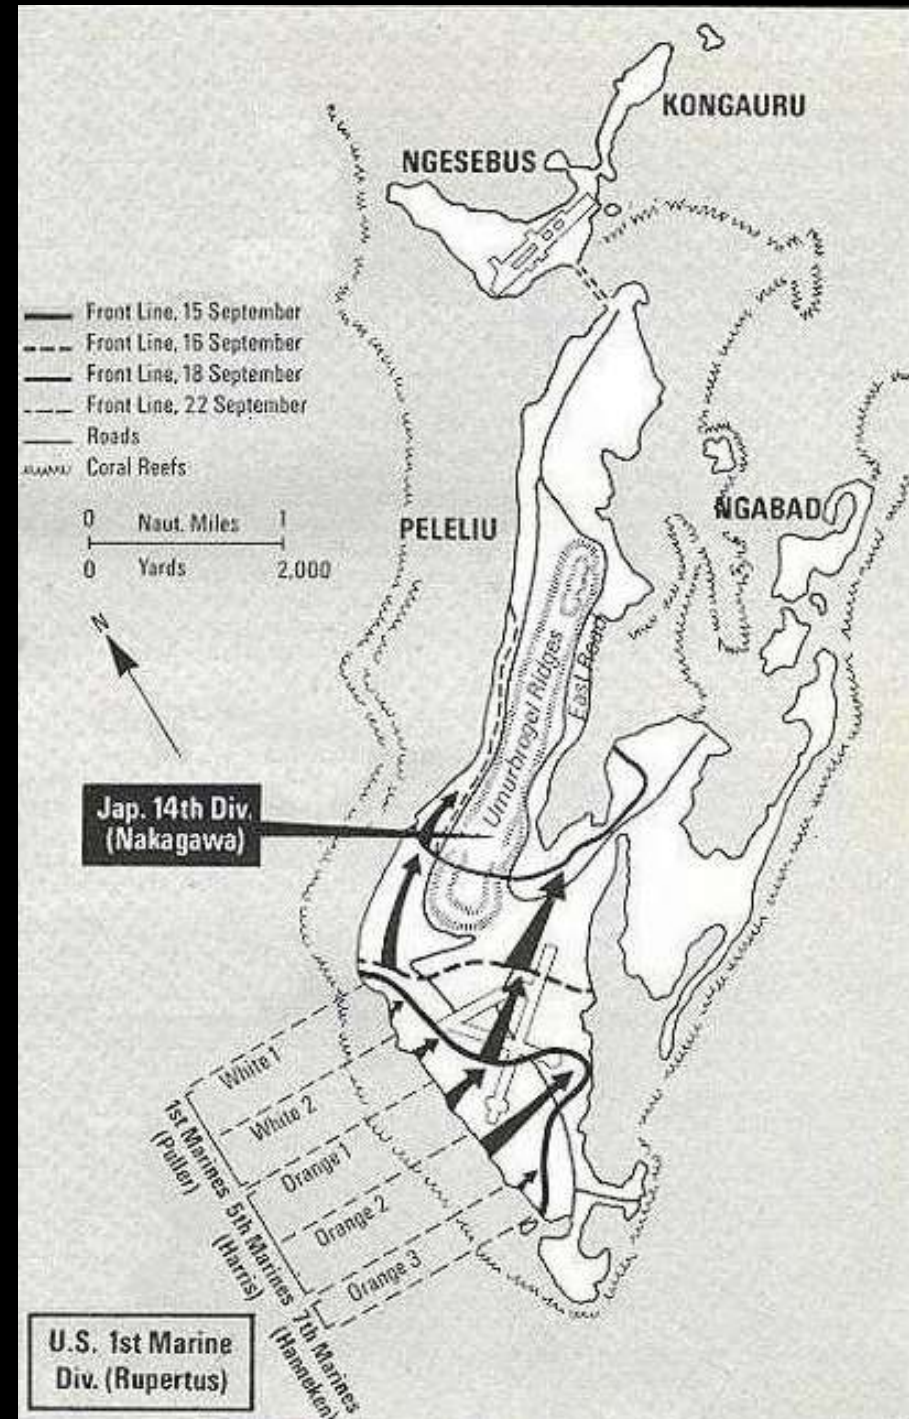 KONGAURU
NGESEBUS
Front Line, 15 September
Front Line, 16 September
Front Line, 18 September
Front Line, 22 September
Roads
Coral Reefs
0 Naut. Miles 1
0 Yards 2,000
PELELIU
NGABAD
N
Umurbrogel Ridges
East Road
Jap. 14th Div.
(Nakagawa)
White 1
White 2
Orange 1
Orange 2
Orange 3
1st Marines
(Puller)
5th Marines
(Harris)
7th Marines
(Hanneken)
U.S. 1st Marine
Div. (Rupertus)